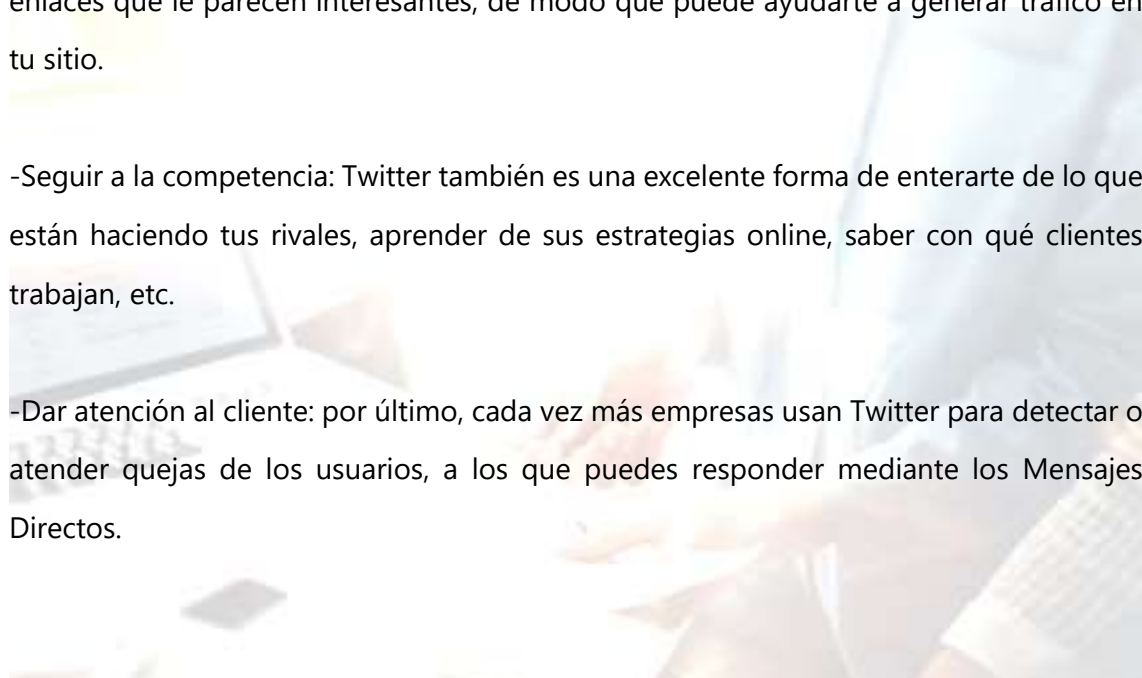 enlaces que le parecen interesantes, de modo que puede ayudarte a generar tráfico en
tu sitio.
-Seguir a la competencia: Twitter también es una excelente forma de enterarte de lo que
están haciendo tus rivales, aprender de sus estrategias online, saber con qué clientes
trabajan, etc.
-Dar atención al cliente: por último, cada vez más empresas usan Twitter para detectar o
atender quejas de los usuarios, a los que puedes responder mediante los Mensajes
Directos.